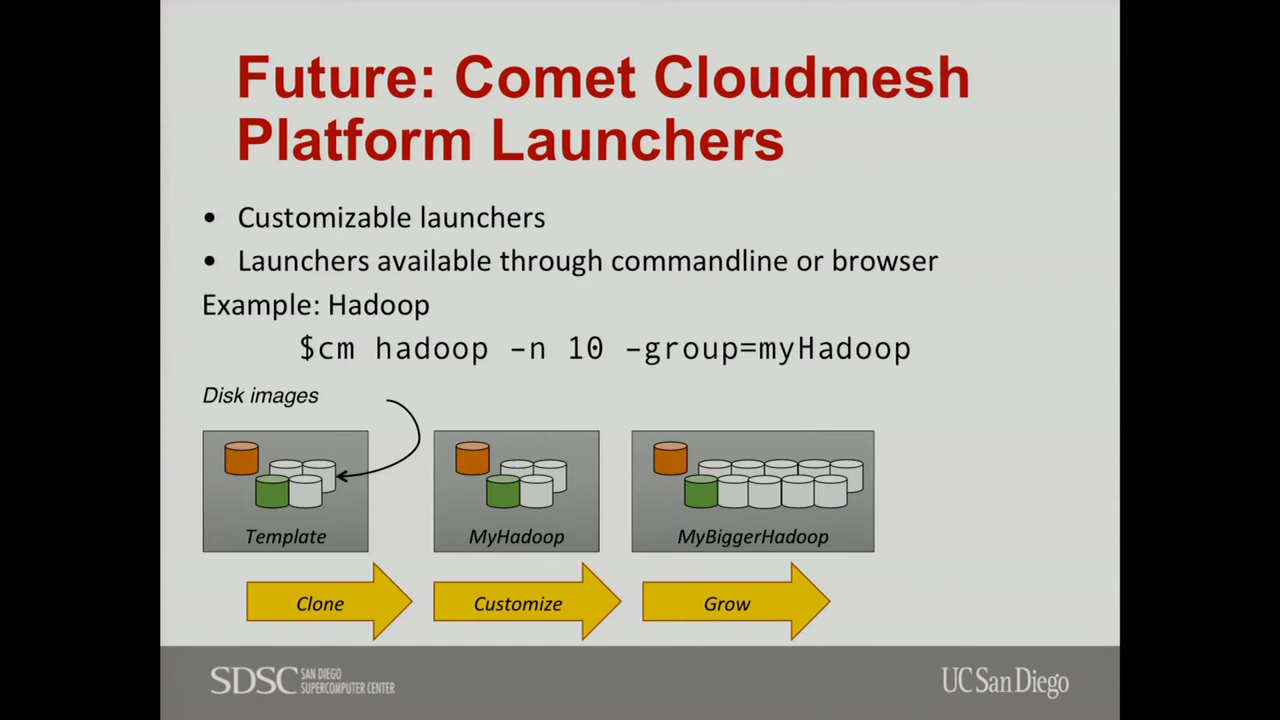 Future: Comet Cloudmesh
Platform Launchers
• Customizable launchers
• Launchers available through commandline or browser
Example: Hadoop
$cm hadoop –n 10 –group=myHadoop
Disk images
Template
MyHadoop
MyBiggerHadoop
Clone
Customize
Grow
SDSC SAN DIEGO
SUPERCOMPUTER CENTER
UC San Diego